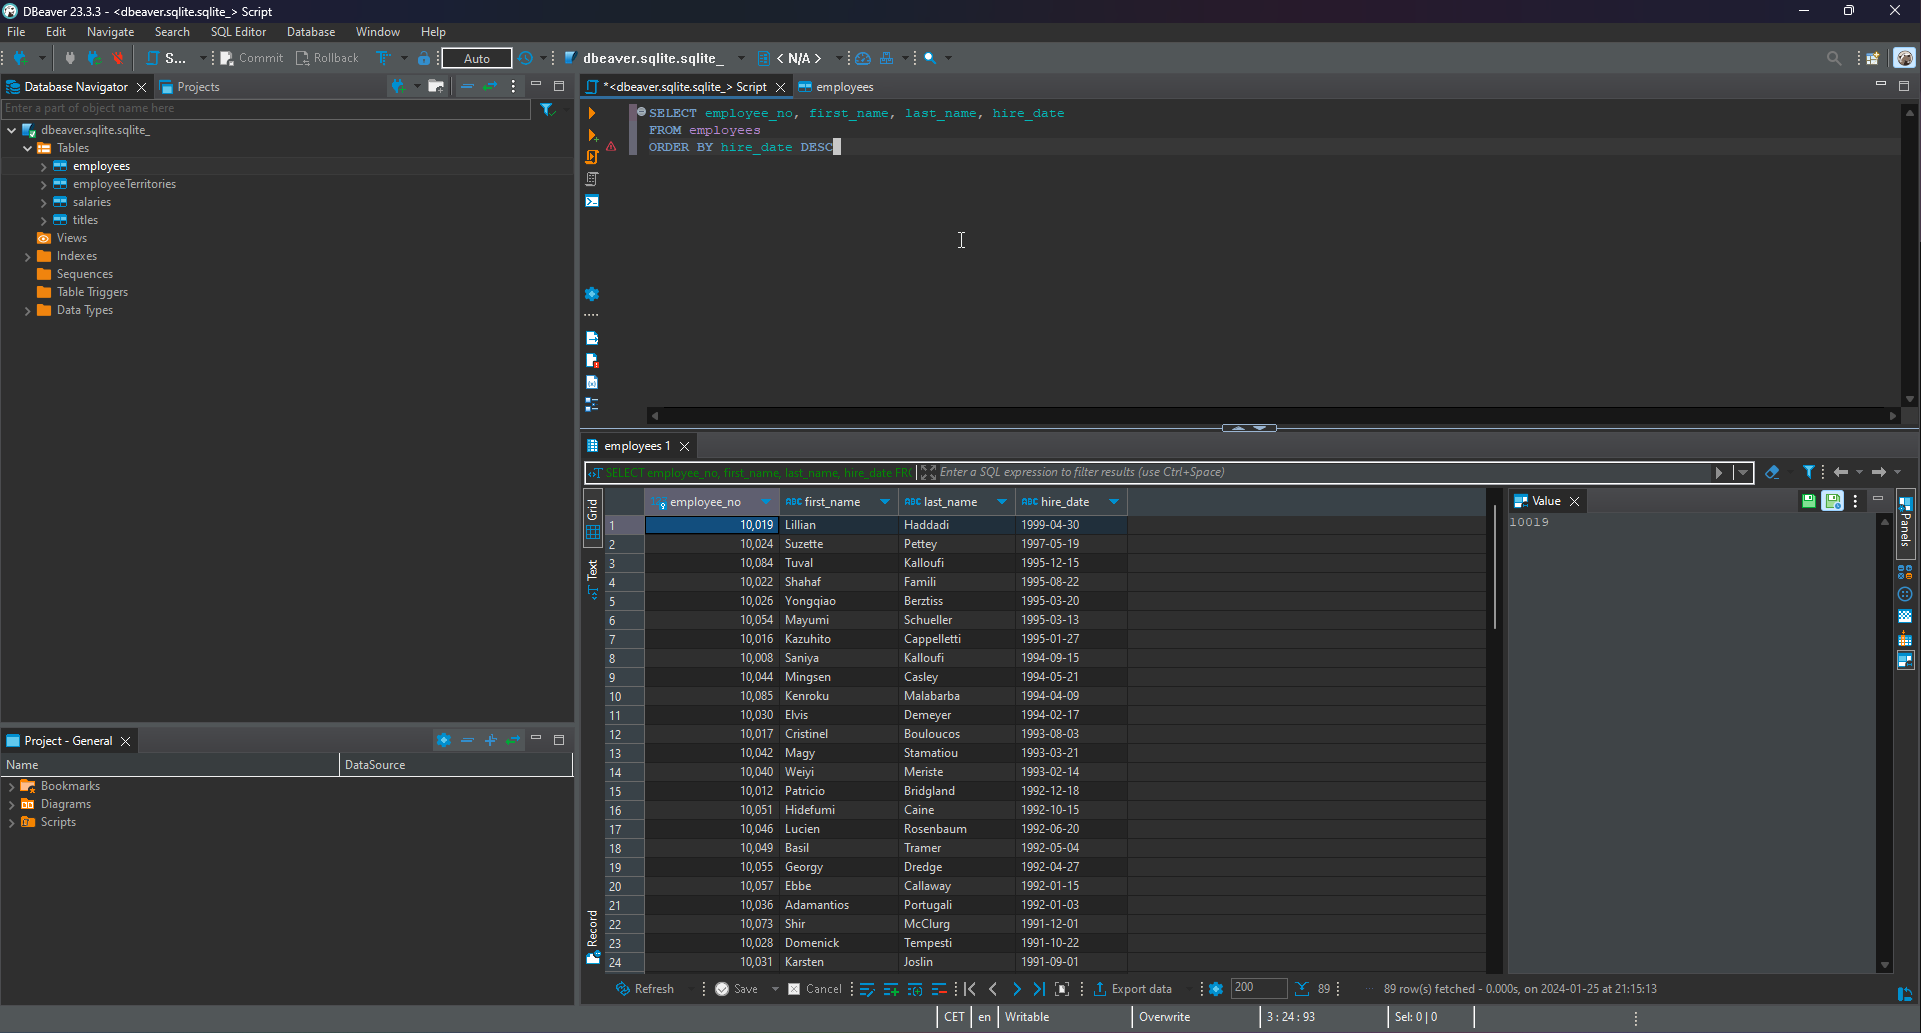 DBeaver 23.3.3 - <dbeaver.sqlite.sqlite_> Script
File Edit Navigate Search SQL Editor Database Window Help
S... Commit Rollback Auto dbeaver.sqlite.sqlite_ < N/A >
Database Navigator Projects
Enter a part of object name here
dbeaver.sqlite.sqlite_
Tables
employees
employeeTerritories
salaries
titles
Views
Indexes
Sequences
Table Triggers
Data Types
Project - General
Name DataSource
Bookmarks
Diagrams
Scripts
*<dbeaver.sqlite.sqlite_> Script employees
SELECT employee_no, first_name, last_name, hire_date
FROM employees
ORDER BY hire_date DESC
employees 1
SELECT employee_no, first_name, last_name, hire_date FR Enter a SQL expression to filter results (use Ctrl+Space)
Grid
Text
Record
employee_no ABC first_name ABC last_name ABC hire_date
1 10,019 Lillian Haddadi 1999-04-30
2 10,024 Suzette Pettey 1997-05-19
3 10,084 Tuval Kalloufi 1995-12-15
4 10,022 Shahaf Famili 1995-08-22
5 10,026 Yongqiao Berztiss 1995-03-20
6 10,054 Mayumi Schueller 1995-03-13
7 10,016 Kazuhito Cappelletti 1995-01-27
8 10,008 Saniya Kalloufi 1994-09-15
9 10,044 Mingsen Casley 1994-05-21
10 10,085 Kenroku Malabarba 1994-04-09
11 10,030 Elvis Demeyer 1994-02-17
12 10,017 Cristinel Bouloucos 1993-08-03
13 10,042 Magy Stamatiou 1993-03-21
14 10,040 Weiyi Meriste 1993-02-14
15 10,012 Patricio Bridgland 1992-12-18
16 10,051 Hidefumi Caine 1992-10-15
17 10,046 Lucien Rosenbaum 1992-06-20
18 10,049 Basil Tramer 1992-05-04
19 10,055 Georgy Dredge 1992-04-27
20 10,057 Ebbe Callaway 1992-01-15
21 10,036 Adamantios Portugali 1992-01-03
22 10,073 Shir McClurg 1991-12-01
23 10,028 Domenick Tempesti 1991-10-22
24 10,031 Karsten Joslin 1991-09-01
Value
10019
Panels
Refresh Save Cancel Export data 200 89 89 row(s) fetched - 0.000s, on 2024-01-25 at 21:15:13
CET en Writable Overwrite 3 : 24 : 93 Sel: 0 | 0